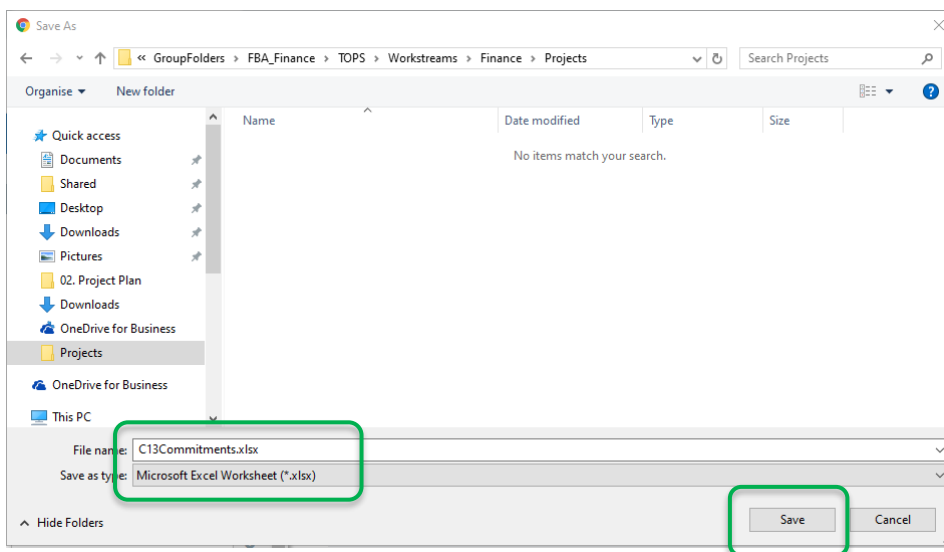 Save As
« GroupFolders › FBA_Finance › TOPS › Workstreams › Finance › Projects
Search Projects
Organise
New folder
Name
Date modified
Type
Size
No items match your search.
Quick access
Documents
Shared
Desktop
Downloads
Pictures
02. Project Plan
Downloads
OneDrive for Business
Projects
OneDrive for Business
This PC
File name: C13Commitments.xlsx
Save as type: Microsoft Excel Worksheet (*.xlsx)
Hide Folders
Save
Cancel